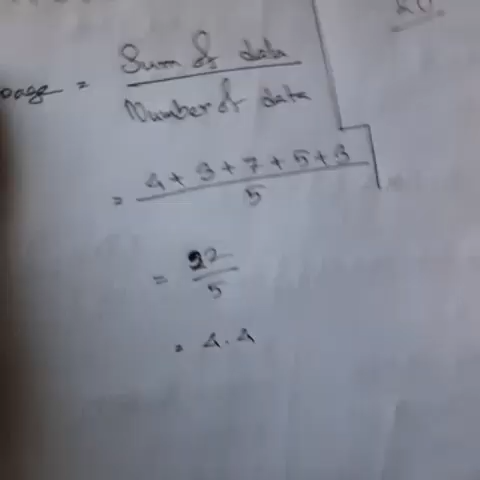 = Sum of data
Number of data
= 4 + 3 + 7 + 5 + 3
5
= 22
5
= 4.4